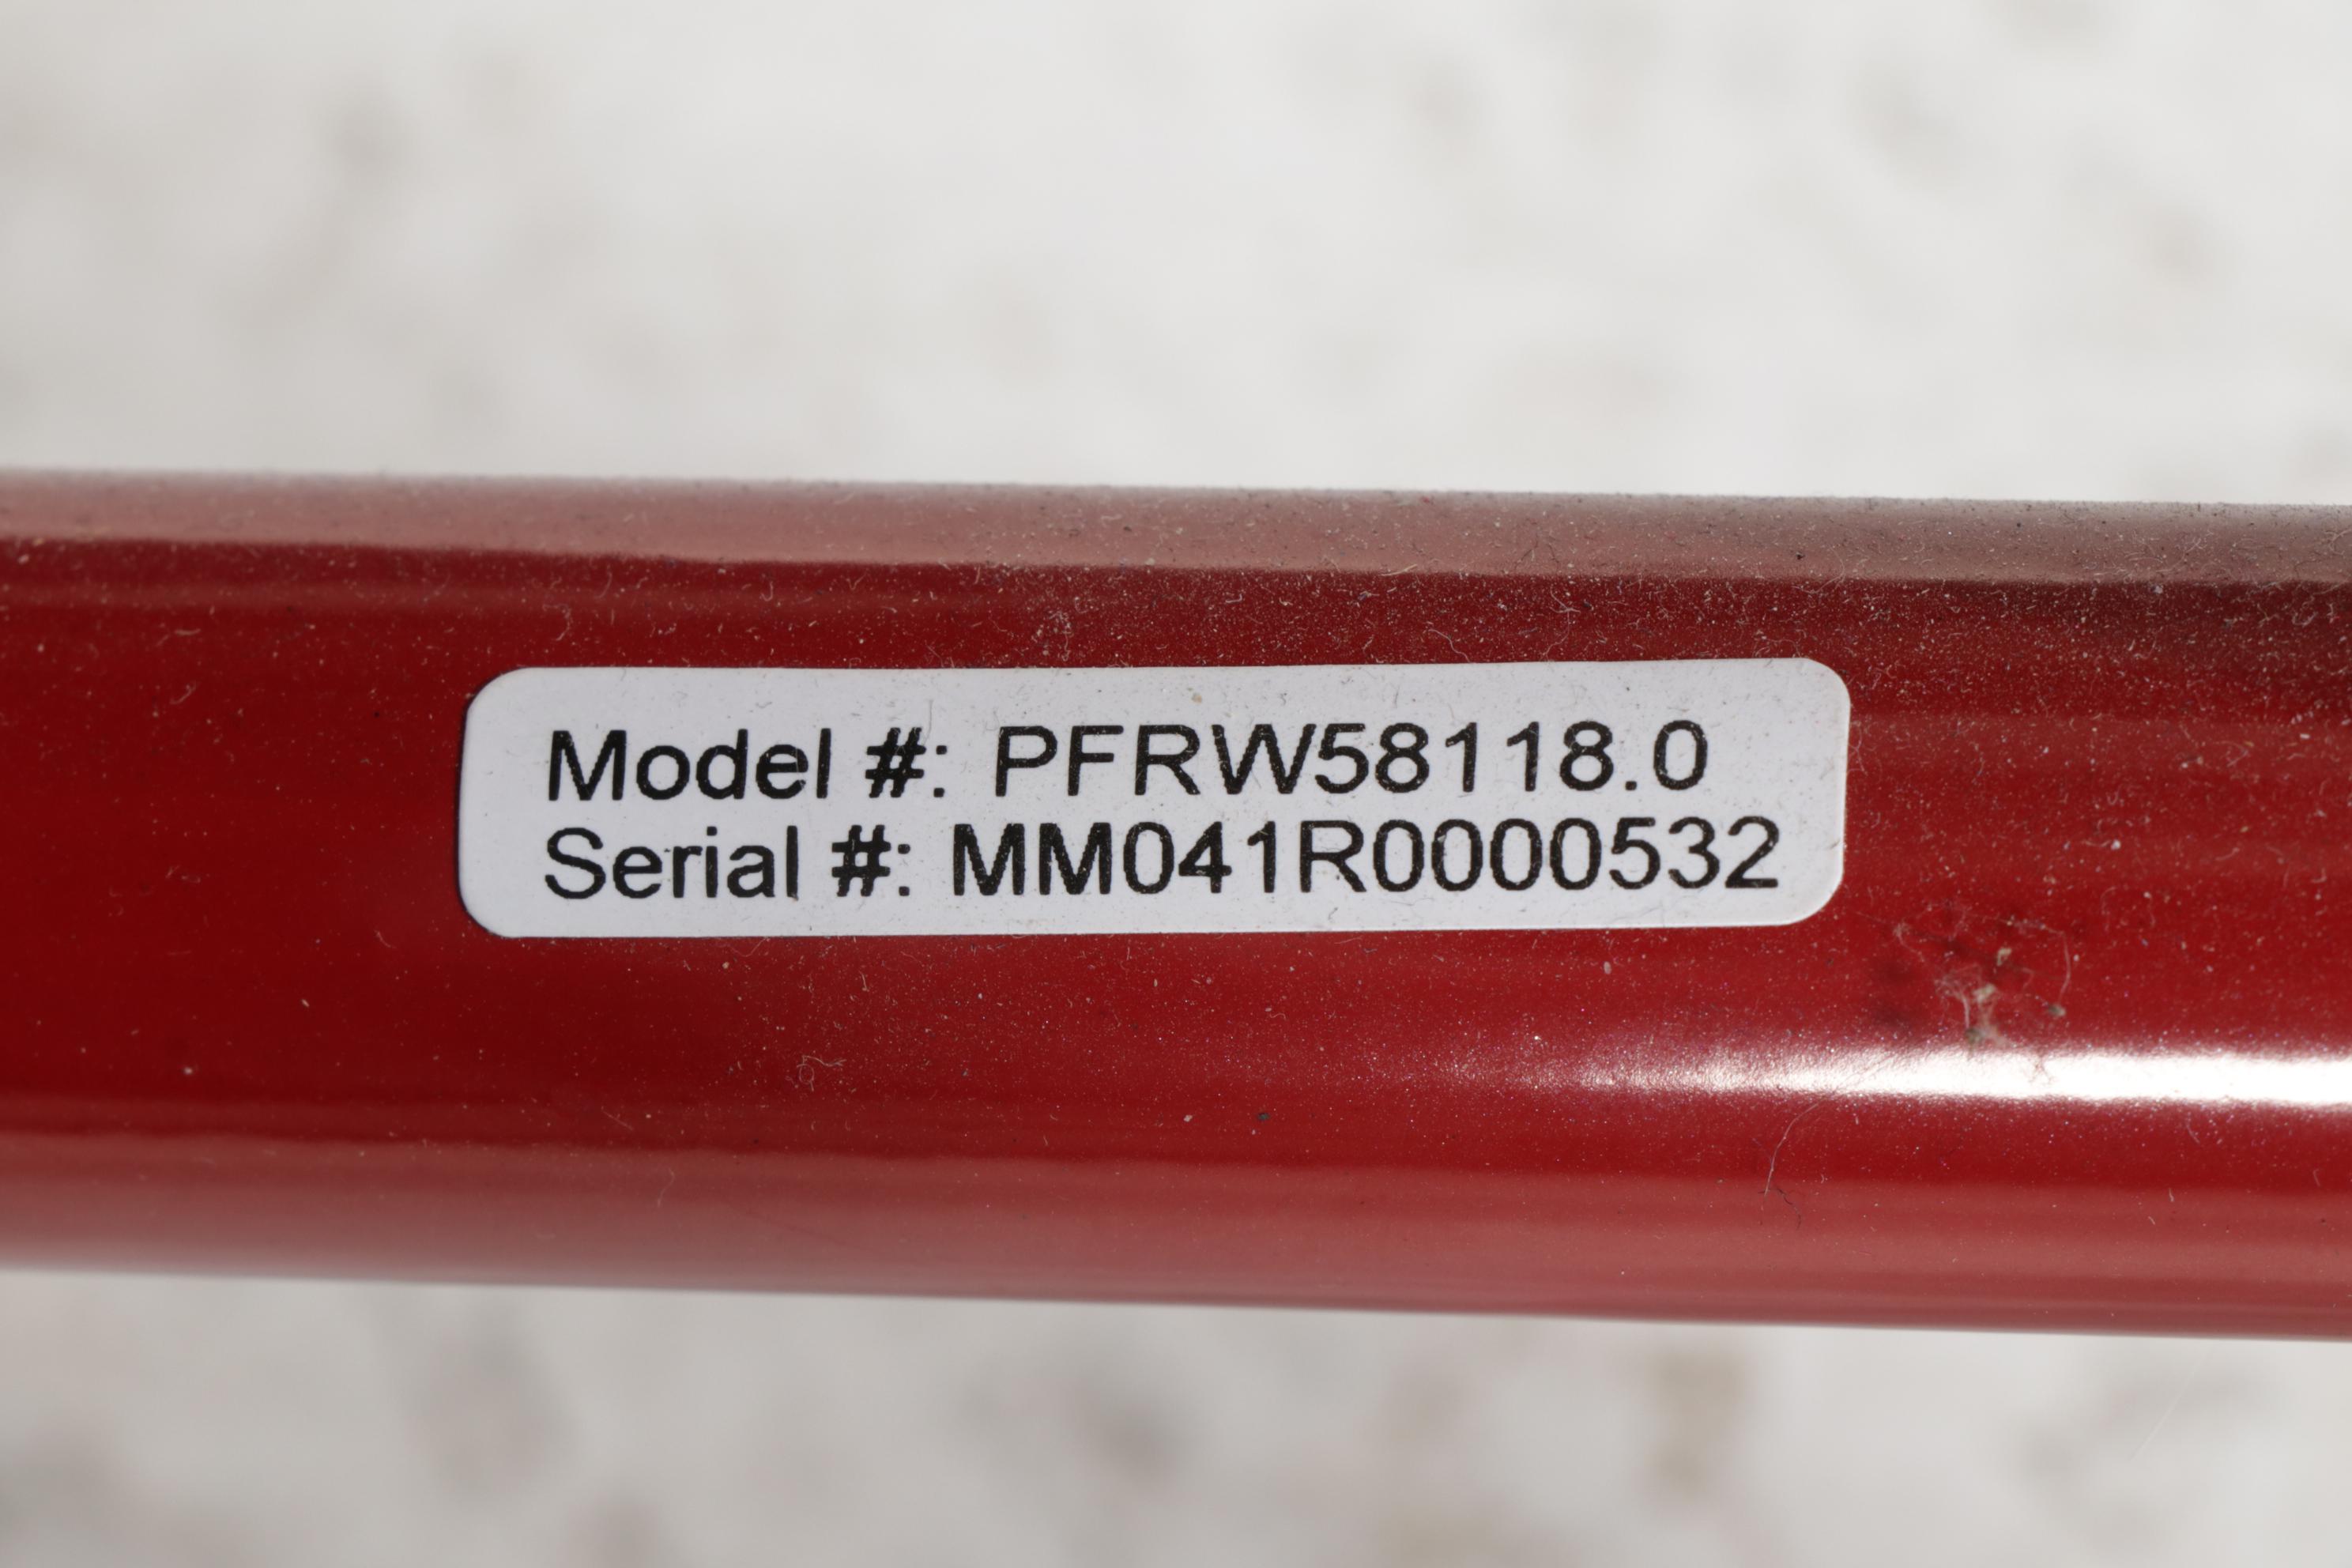 Model #: PFRW58118.0
Serial #: MM041R0000532